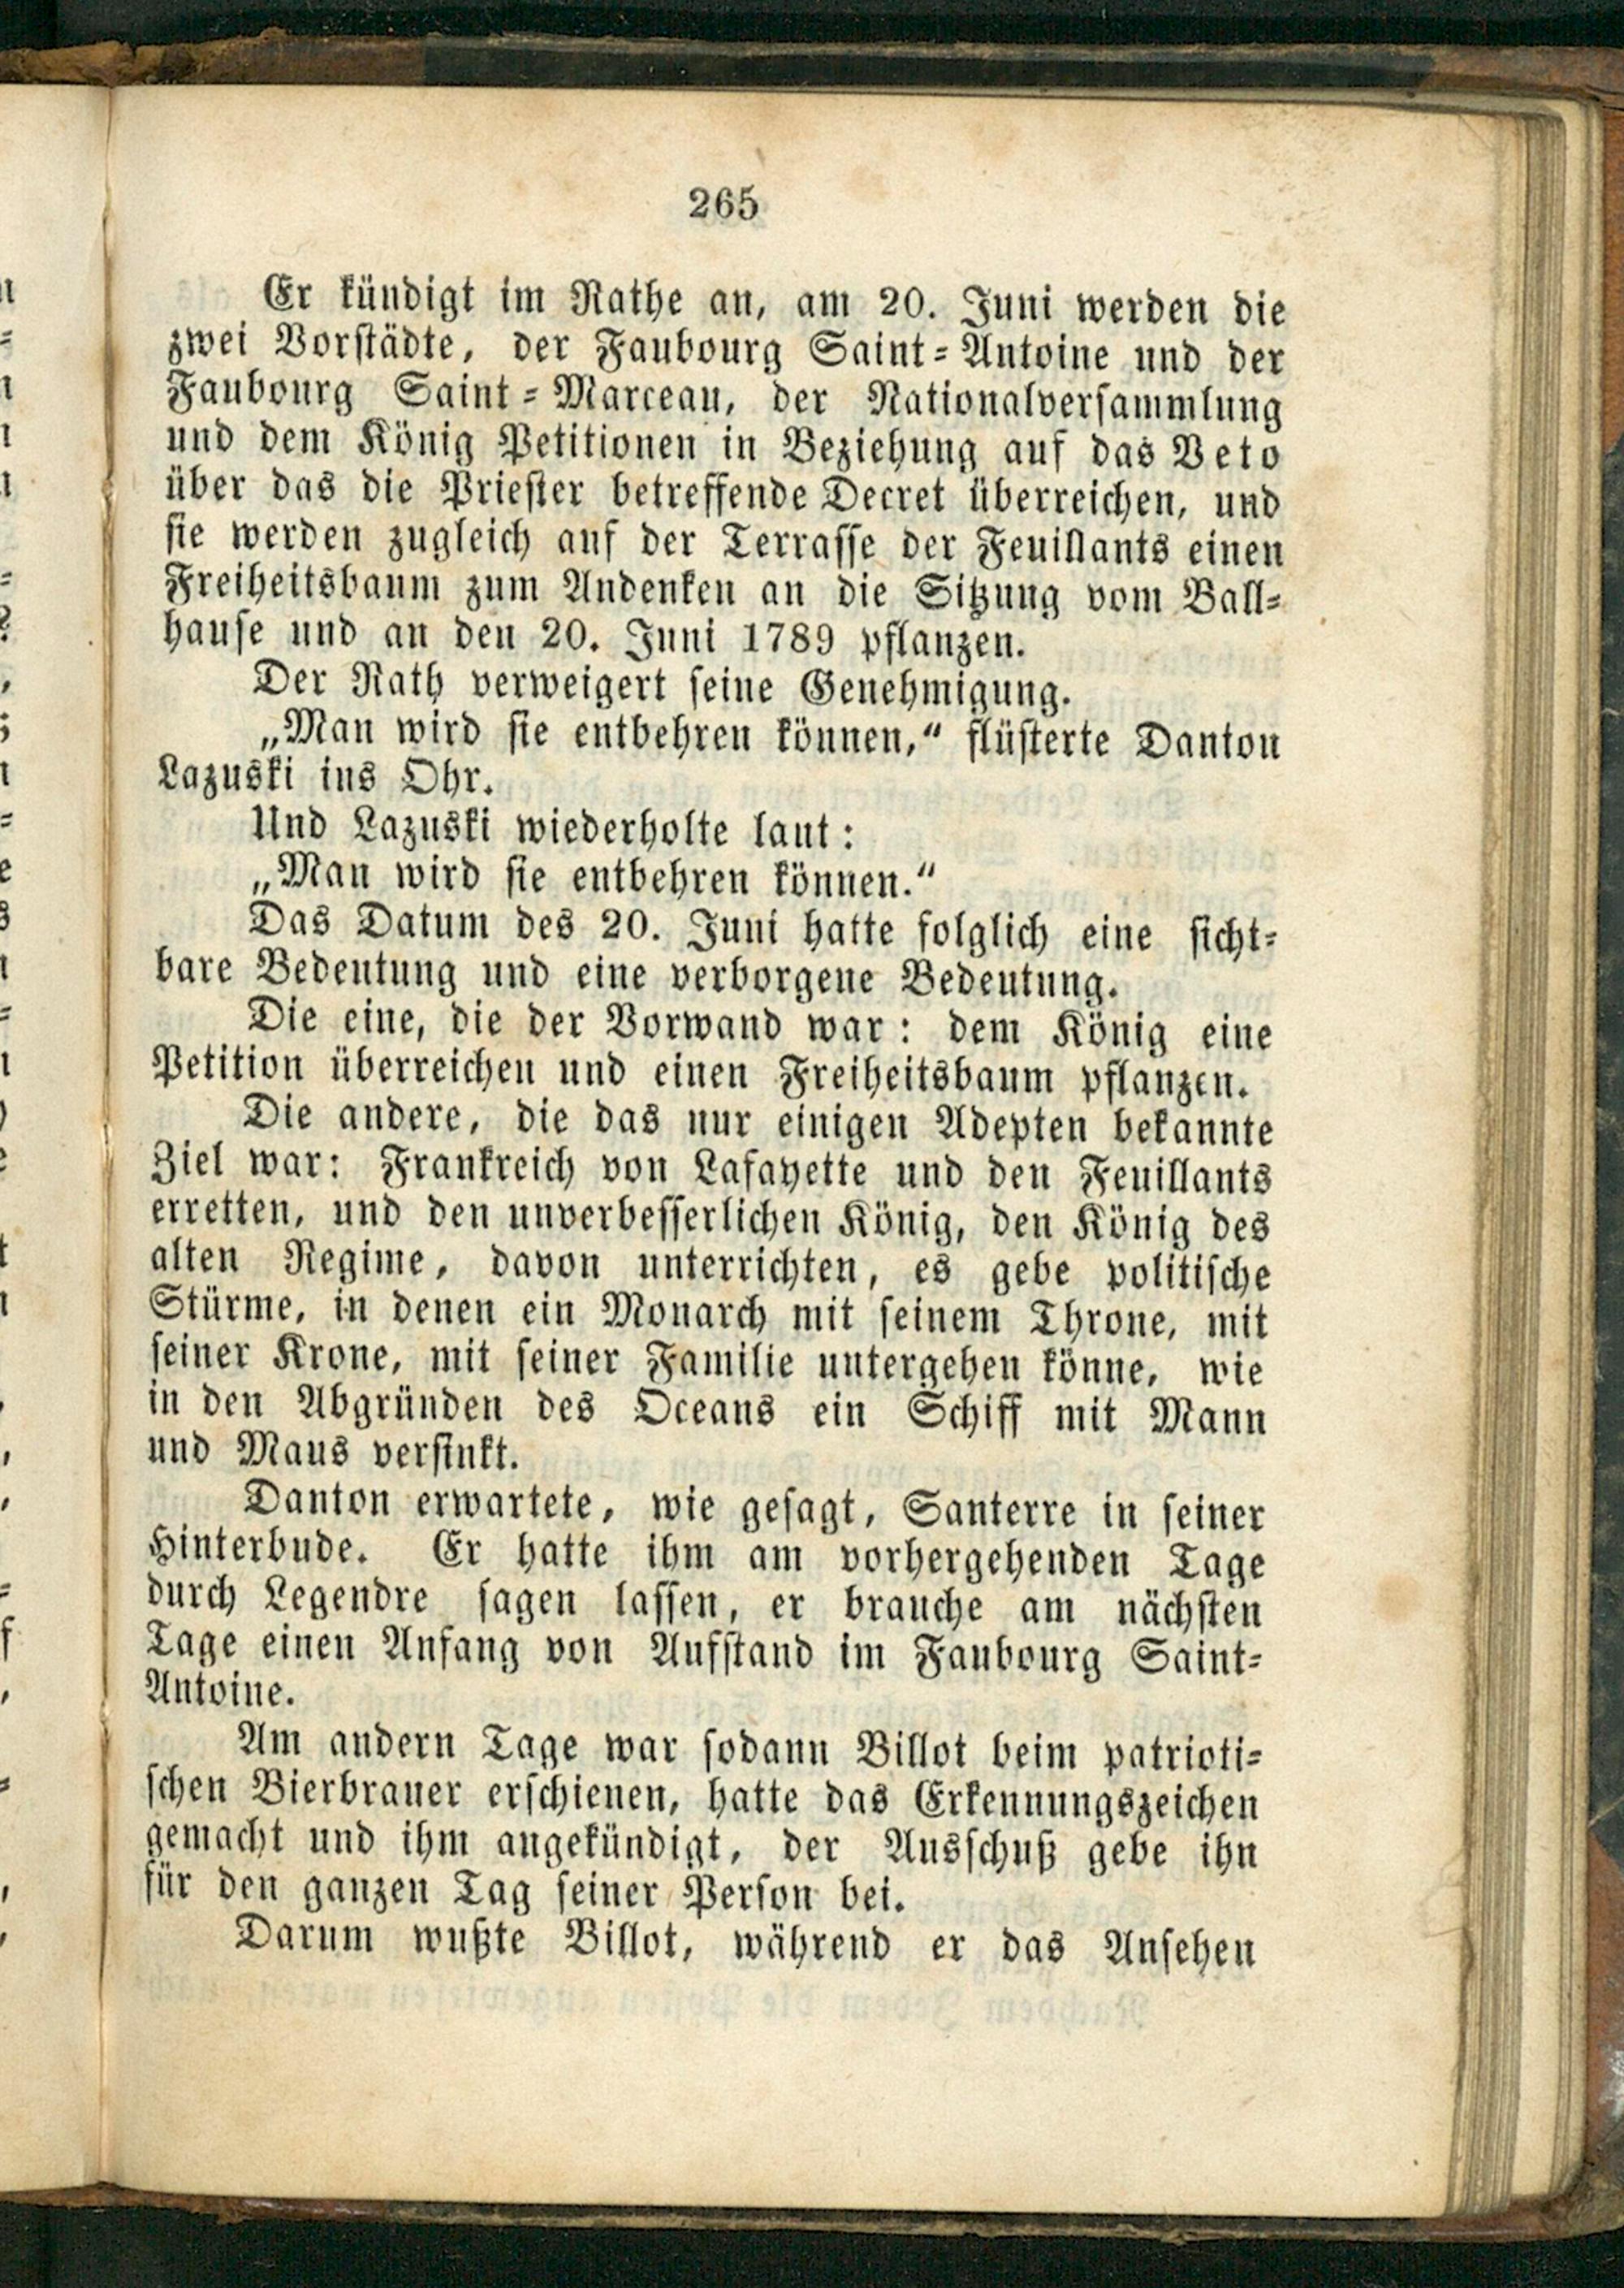 265
Er kündigt im Rathe an, am 20. Juni werden die
zwei Vorstädte, der Faubourg Saint-Antoine und der
Faubourg Saint-Marceau, der Nationalversammlung
und dem König Petitionen in Beziehung auf das Veto
über das die Priester betreffende Decret überreichen, und
sie werden zugleich auf der Terrasse der Feuillants einen
Freiheitsbaum zum Andenken an die Sitzung vom Ball-
hause und an den 20. Juni 1789 pflanzen.
Der Rath verweigert seine Genehmigung.
„Man wird sie entbehren können,“ flüsterte Danton
Lazuski ins Ohr.
Und Lazuski wiederholte laut:
„Man wird sie entbehren können.“
Das Datum des 20. Juni hatte folglich eine sicht-
bare Bedeutung und eine verborgene Bedeutung.
Die eine, die der Vorwand war: dem König eine
Petition überreichen und einen Freiheitsbaum pflanzen.
Die andere, die das nur einigen Adepten bekannte
Ziel war: Frankreich von Lafayette und den Feuillants
erretten, und den unverbesserlichen König, den König des
alten Regime, davon unterrichten, es gebe politische
Stürme, in denen ein Monarch mit seinem Throne, mit
seiner Krone, mit seiner Familie untergehen könne, wie
in den Abgründen des Oceans ein Schiff mit Mann
und Maus versinkt.
Danton erwartete, wie gesagt, Santerre in seiner
Hinterbude. Er hatte ihm am vorhergehenden Tage
durch Legendre sagen lassen, er brauche am nächsten
Tage einen Anfang von Aufstand im Faubourg Saint-
Antoine.
Am andern Tage war sodann Billot beim patrioti-
schen Bierbrauer erschienen, hatte das Erkennungszeichen
gemacht und ihm angekündigt, der Ausschuß gebe ihn
für den ganzen Tag seiner Person bei.
Darum wußte Billot, während er das Ansehen